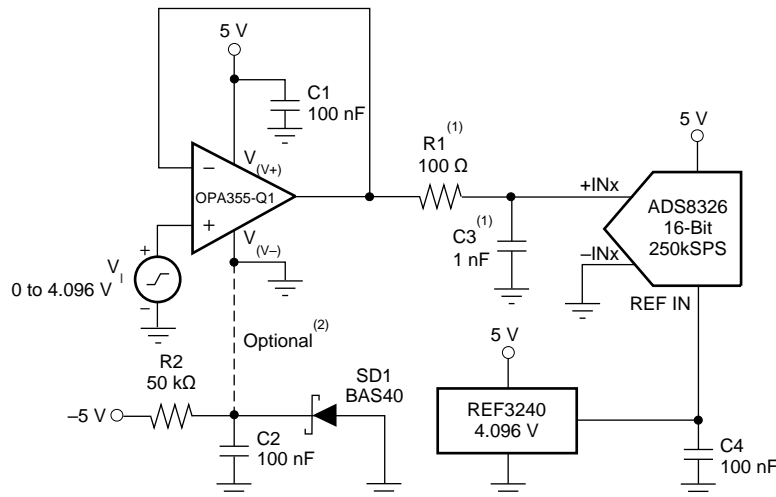 5 V
C1
100 nF
V(V+)
−
OPA355-Q1
+
V(V−)
+
VI
0 to 4.096 V
−
R1(1)
100 Ω
C3(1)
1 nF
5 V
+INx
ADS8326
16-Bit
250kSPS
−INx
REF IN
Optional(2)
R2
50 kΩ
−5 V
SD1
BAS40
C2
100 nF
5 V
REF3240
4.096 V
C4
100 nF